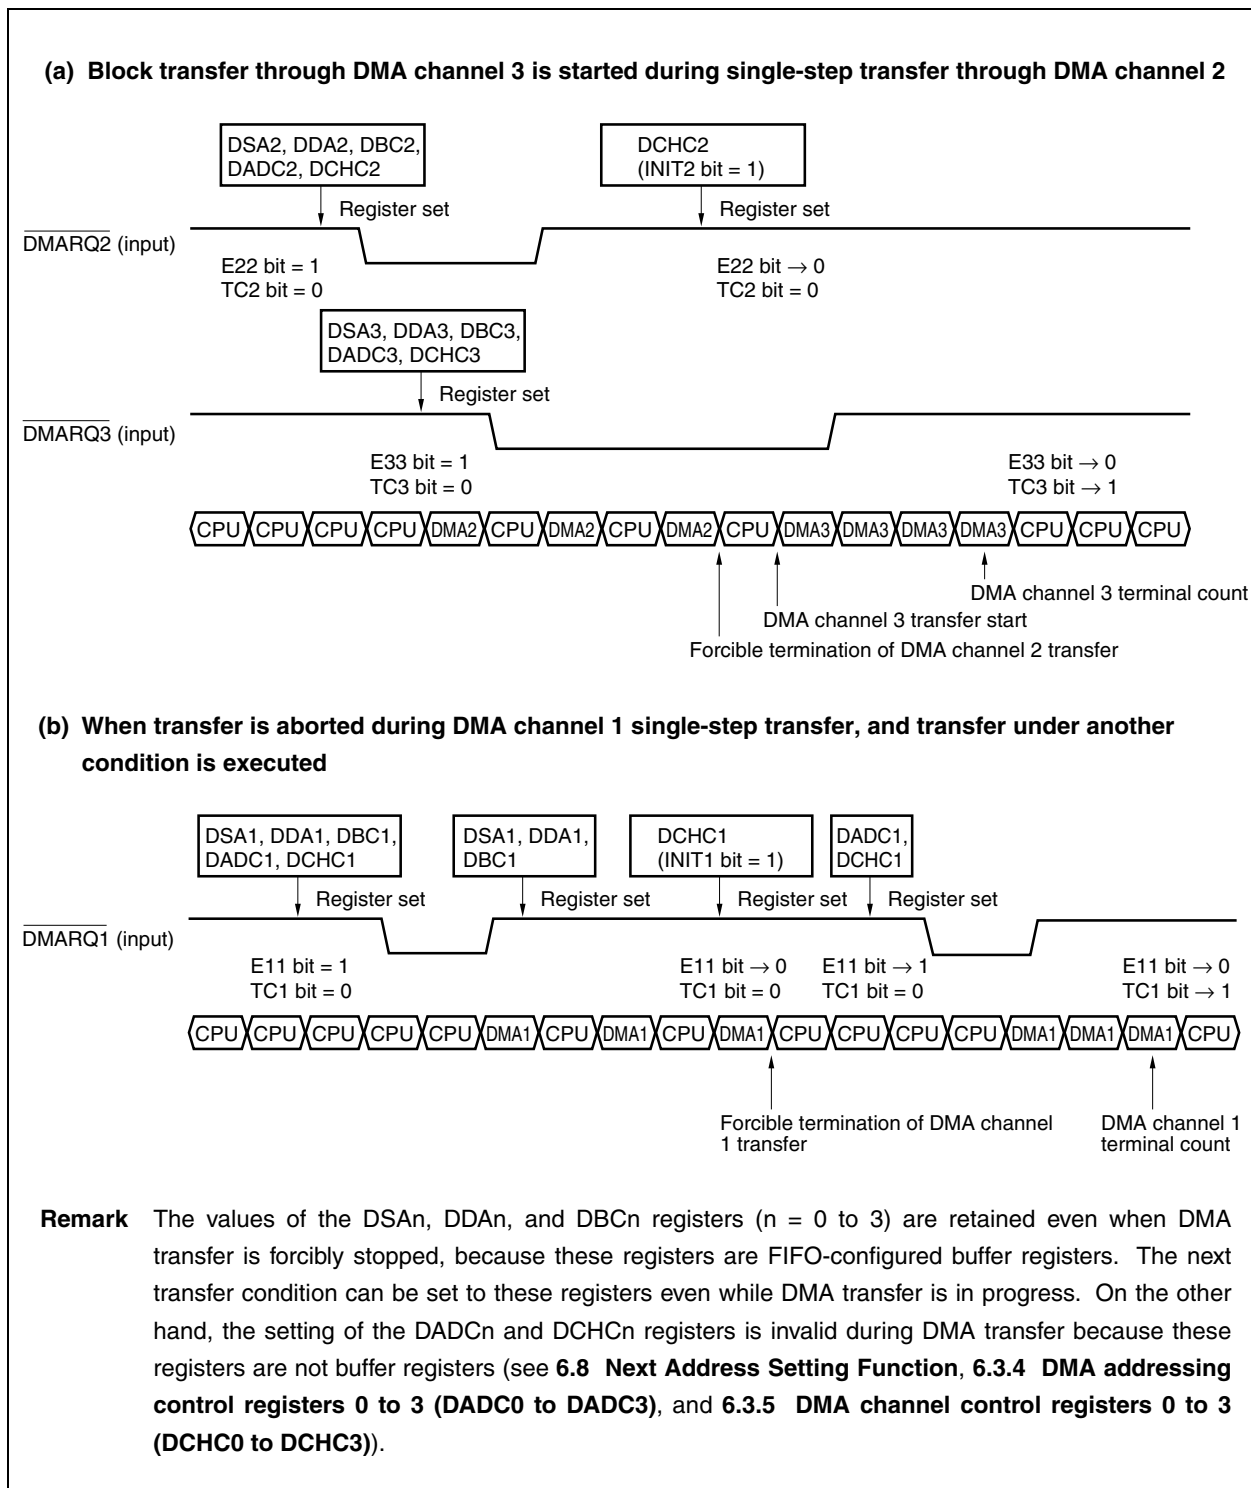 (a) Block transfer through DMA channel 3 is started during single-step transfer through DMA channel 2
DSA2, DDA2, DBC2,
DADC2, DCHC2
DCHC2
(INIT2 bit = 1)
Register set
Register set
DMARQ2 (input)
E22 bit = 1
TC2 bit = 0
E22 bit → 0
TC2 bit = 0
DSA3, DDA3, DBC3,
DADC3, DCHC3
Register set
DMARQ3 (input)
E33 bit = 1
TC3 bit = 0
E33 bit → 0
TC3 bit → 1
CPU CPU CPU CPU DMA2 CPU DMA2 CPU DMA2 CPU DMA3 DMA3 DMA3 DMA3 CPU CPU CPU
DMA channel 3 terminal count
DMA channel 3 transfer start
Forcible termination of DMA channel 2 transfer
(b) When transfer is aborted during DMA channel 1 single-step transfer, and transfer under another
condition is executed
DSA1, DDA1, DBC1,
DADC1, DCHC1
DSA1, DDA1,
DBC1
DCHC1
(INIT1 bit = 1)
DADC1,
DCHC1
Register set
Register set
Register set
Register set
DMARQ1 (input)
E11 bit = 1
TC1 bit = 0
E11 bit → 0
TC1 bit = 0
E11 bit → 1
TC1 bit = 0
E11 bit → 0
TC1 bit → 1
CPU CPU CPU CPU CPU DMA1 CPU DMA1 CPU DMA1 CPU CPU CPU CPU DMA1 DMA1 DMA1 CPU
Forcible termination of DMA channel
1 transfer
DMA channel 1
terminal count
Remark The values of the DSAn, DDAn, and DBCn registers (n = 0 to 3) are retained even when DMA
transfer is forcibly stopped, because these registers are FIFO-configured buffer registers. The next
transfer condition can be set to these registers even while DMA transfer is in progress. On the other
hand, the setting of the DADCn and DCHCn registers is invalid during DMA transfer because these
registers are not buffer registers (see 6.8 Next Address Setting Function, 6.3.4 DMA addressing
control registers 0 to 3 (DADC0 to DADC3), and 6.3.5 DMA channel control registers 0 to 3
(DCHC0 to DCHC3)).